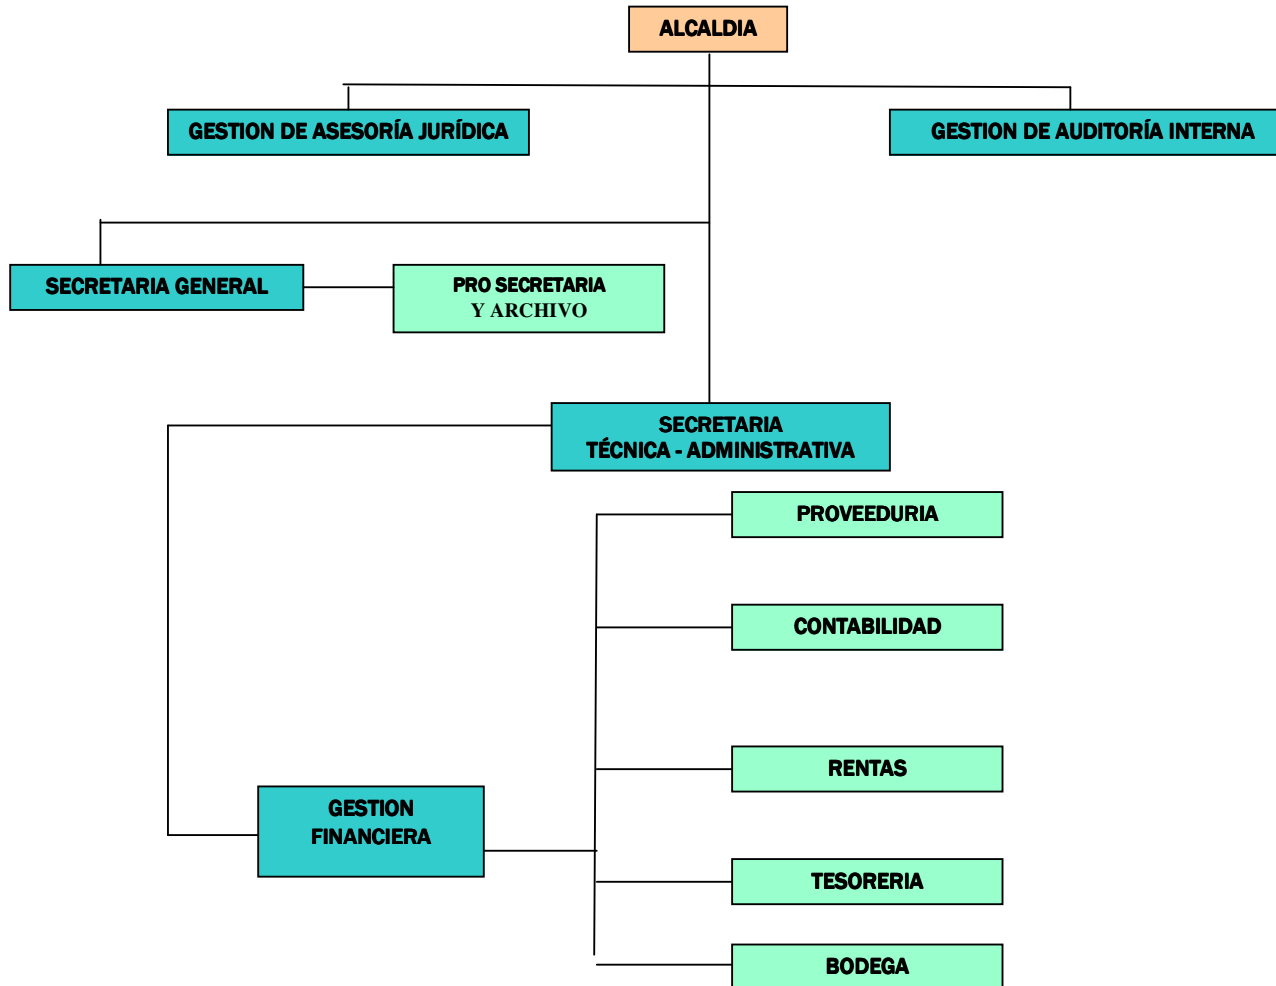 ALCALDIA
GESTION DE ASESORÍA JURÍDICA
GESTION DE AUDITORÍA INTERNA
SECRETARIA GENERAL
PRO SECRETARIA
Y ARCHIVO
SECRETARIA
TÉCNICA - ADMINISTRATIVA
PROVEEDURIA
CONTABILIDAD
RENTAS
GESTION
FINANCIERA
TESORERIA
BODEGA